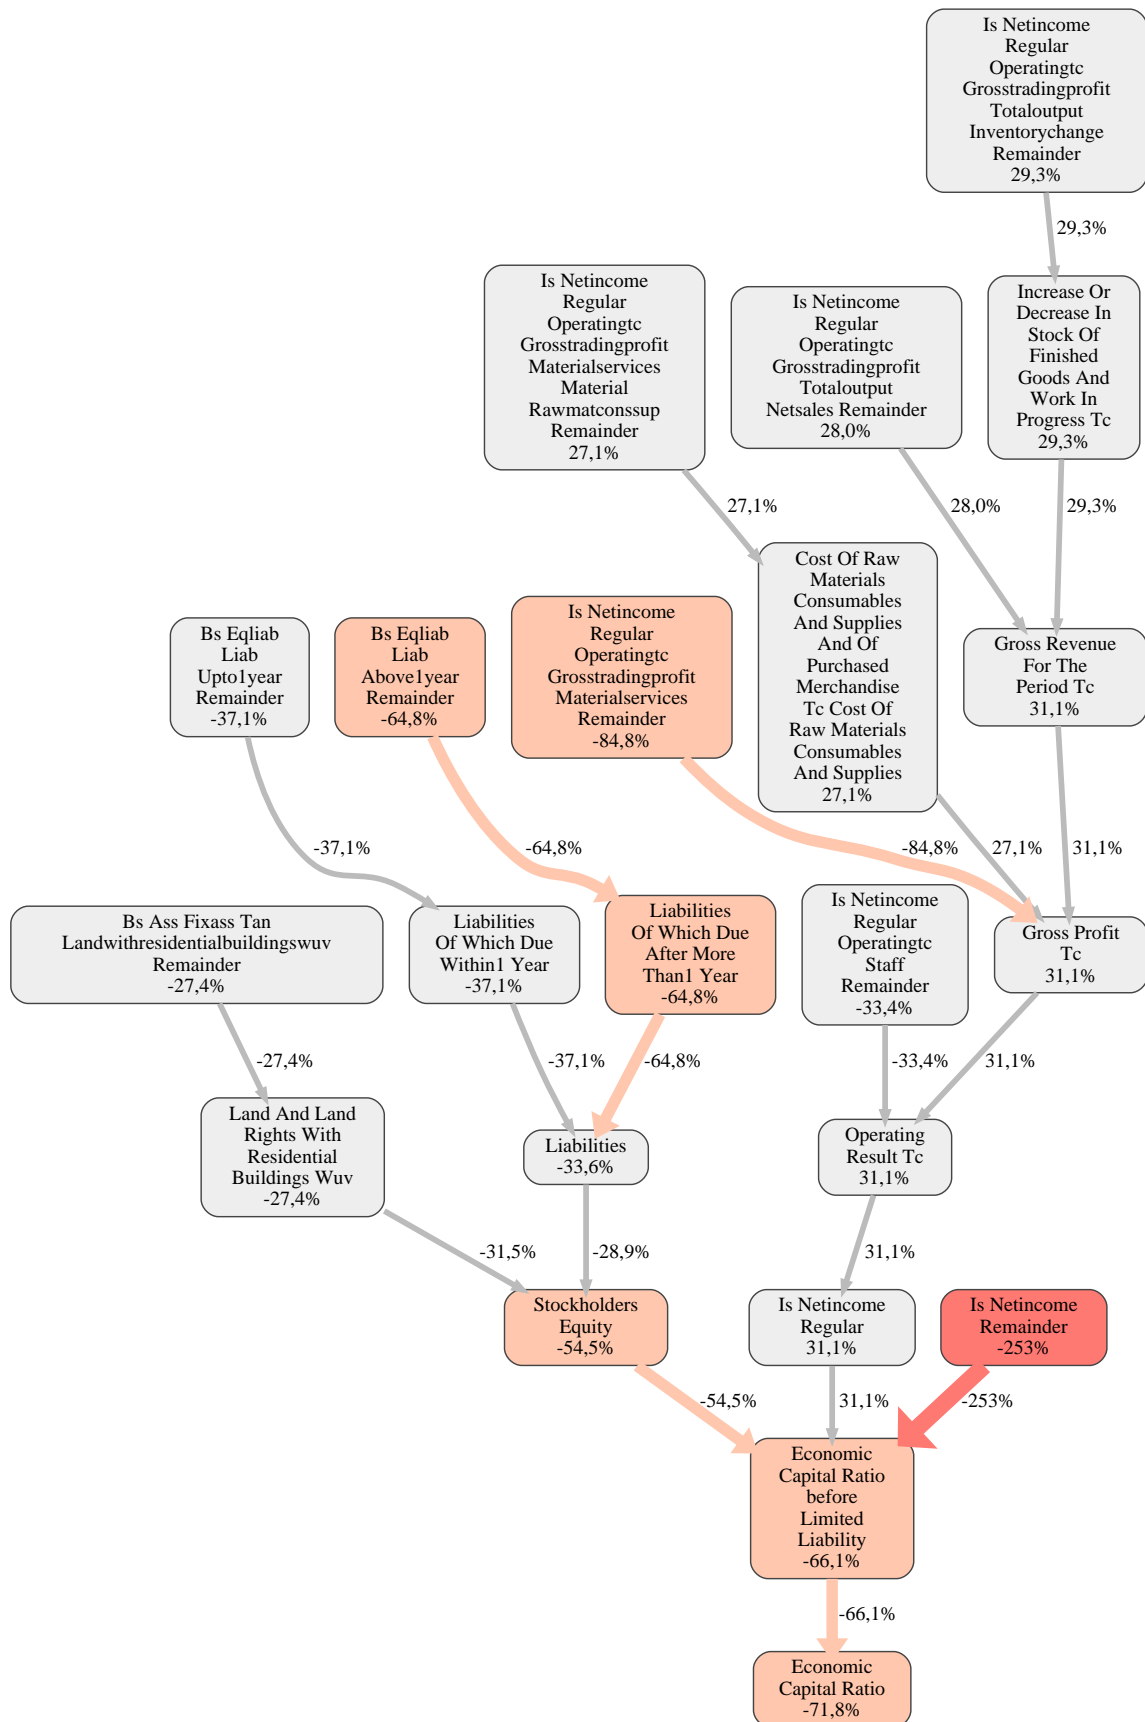 Is Netincome
Regular
Operatingtc
Grosstradingprofit
Totaloutput
Inventorychange
Remainder
29,3%
29,3%
Is Netincome
Regular
Operatingtc
Grosstradingprofit
Materialservices
Material
Rawmatconssup
Remainder
27,1%
Is Netincome
Regular
Operatingtc
Grosstradingprofit
Totaloutput
Netsales Remainder
28,0%
Increase Or
Decrease In
Stock Of
Finished
Goods And
Work In
Progress Tc
29,3%
27,1%
28,0%
29,3%
Bs Eqliab
Liab
Upto1year
Remainder
-37,1%
Bs Eqliab
Liab
Above1year
Remainder
-64,8%
Is Netincome
Regular
Operatingtc
Grosstradingprofit
Materialservices
Remainder
-84,8%
Cost Of Raw
Materials
Consumables
And Supplies
And Of
Purchased
Merchandise
Tc Cost Of
Raw Materials
Consumables
And Supplies
27,1%
Gross Revenue
For The
Period Tc
31,1%
-37,1%
-64,8%
-84,8%
27,1%
31,1%
Bs Ass Fixass Tan
Landwithresidentialbuildingswuv
Remainder
-27,4%
Liabilities
Of Which Due
Within1 Year
-37,1%
Liabilities
Of Which Due
After More
Than1 Year
-64,8%
Is Netincome
Regular
Operatingtc
Staff
Remainder
-33,4%
Gross Profit
Tc
31,1%
-27,4%
-37,1%
-64,8%
-33,4%
31,1%
Land And Land
Rights With
Residential
Buildings Wuv
-27,4%
Liabilities
-33,6%
Operating
Result Tc
31,1%
-31,5%
-28,9%
31,1%
Stockholders
Equity
-54,5%
Is Netincome
Regular
31,1%
Is Netincome
Remainder
-253%
-54,5%
31,1%
-253%
Economic
Capital Ratio
before
Limited
Liability
-66,1%
-66,1%
Economic
Capital Ratio
-71,8%